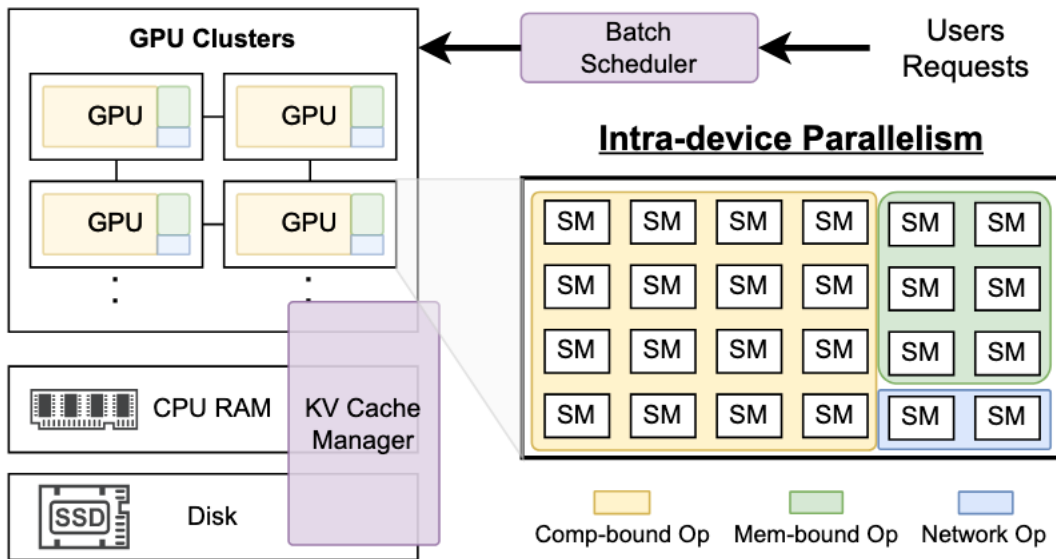 GPU Clusters
GPU
GPU
GPU
GPU
Batch
Scheduler
Users
Requests
Intra-device Parallelism
SM SM SM SM SM SM
SM SM SM SM SM SM
SM SM SM SM SM SM
SM SM SM SM SM SM
CPU RAM
KV Cache
Manager
SSD
Disk
Comp-bound Op
Mem-bound Op
Network Op